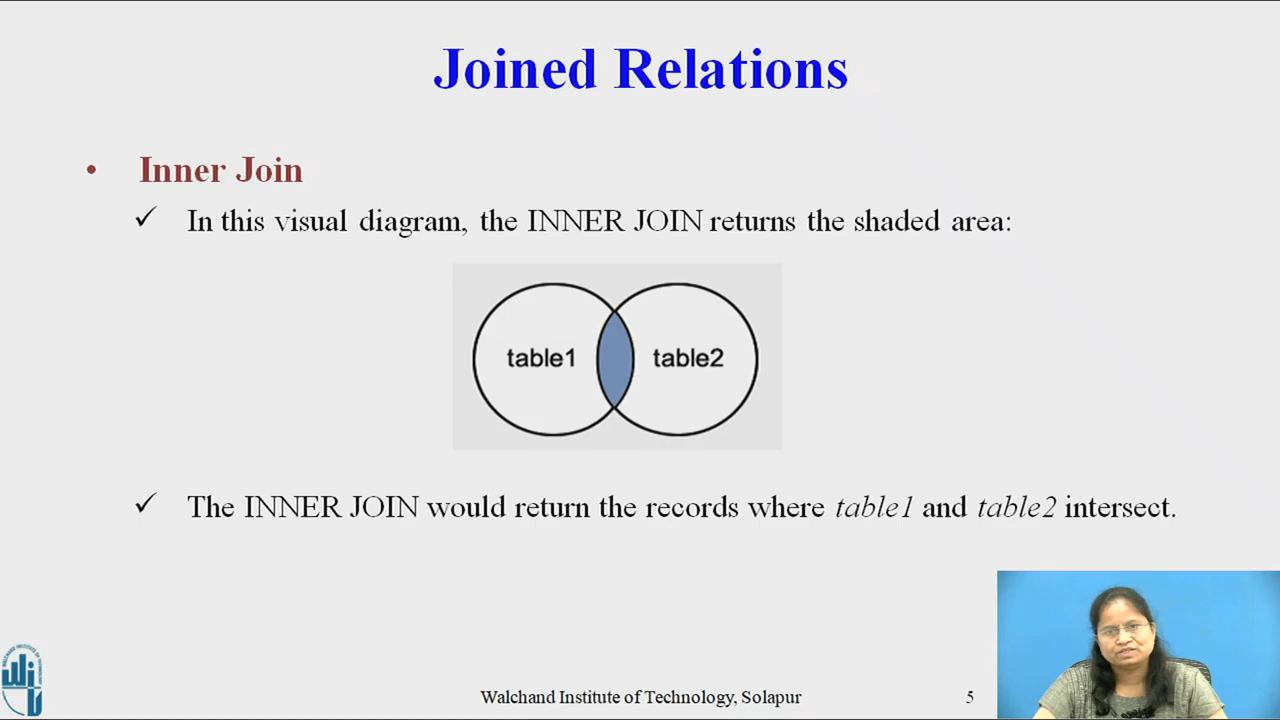 Joined Relations
• Inner Join
✓ In this visual diagram, the INNER JOIN returns the shaded area:
table1 table2
✓ The INNER JOIN would return the records where table1 and table2 intersect.
Walchand Institute of Technology, Solapur 5